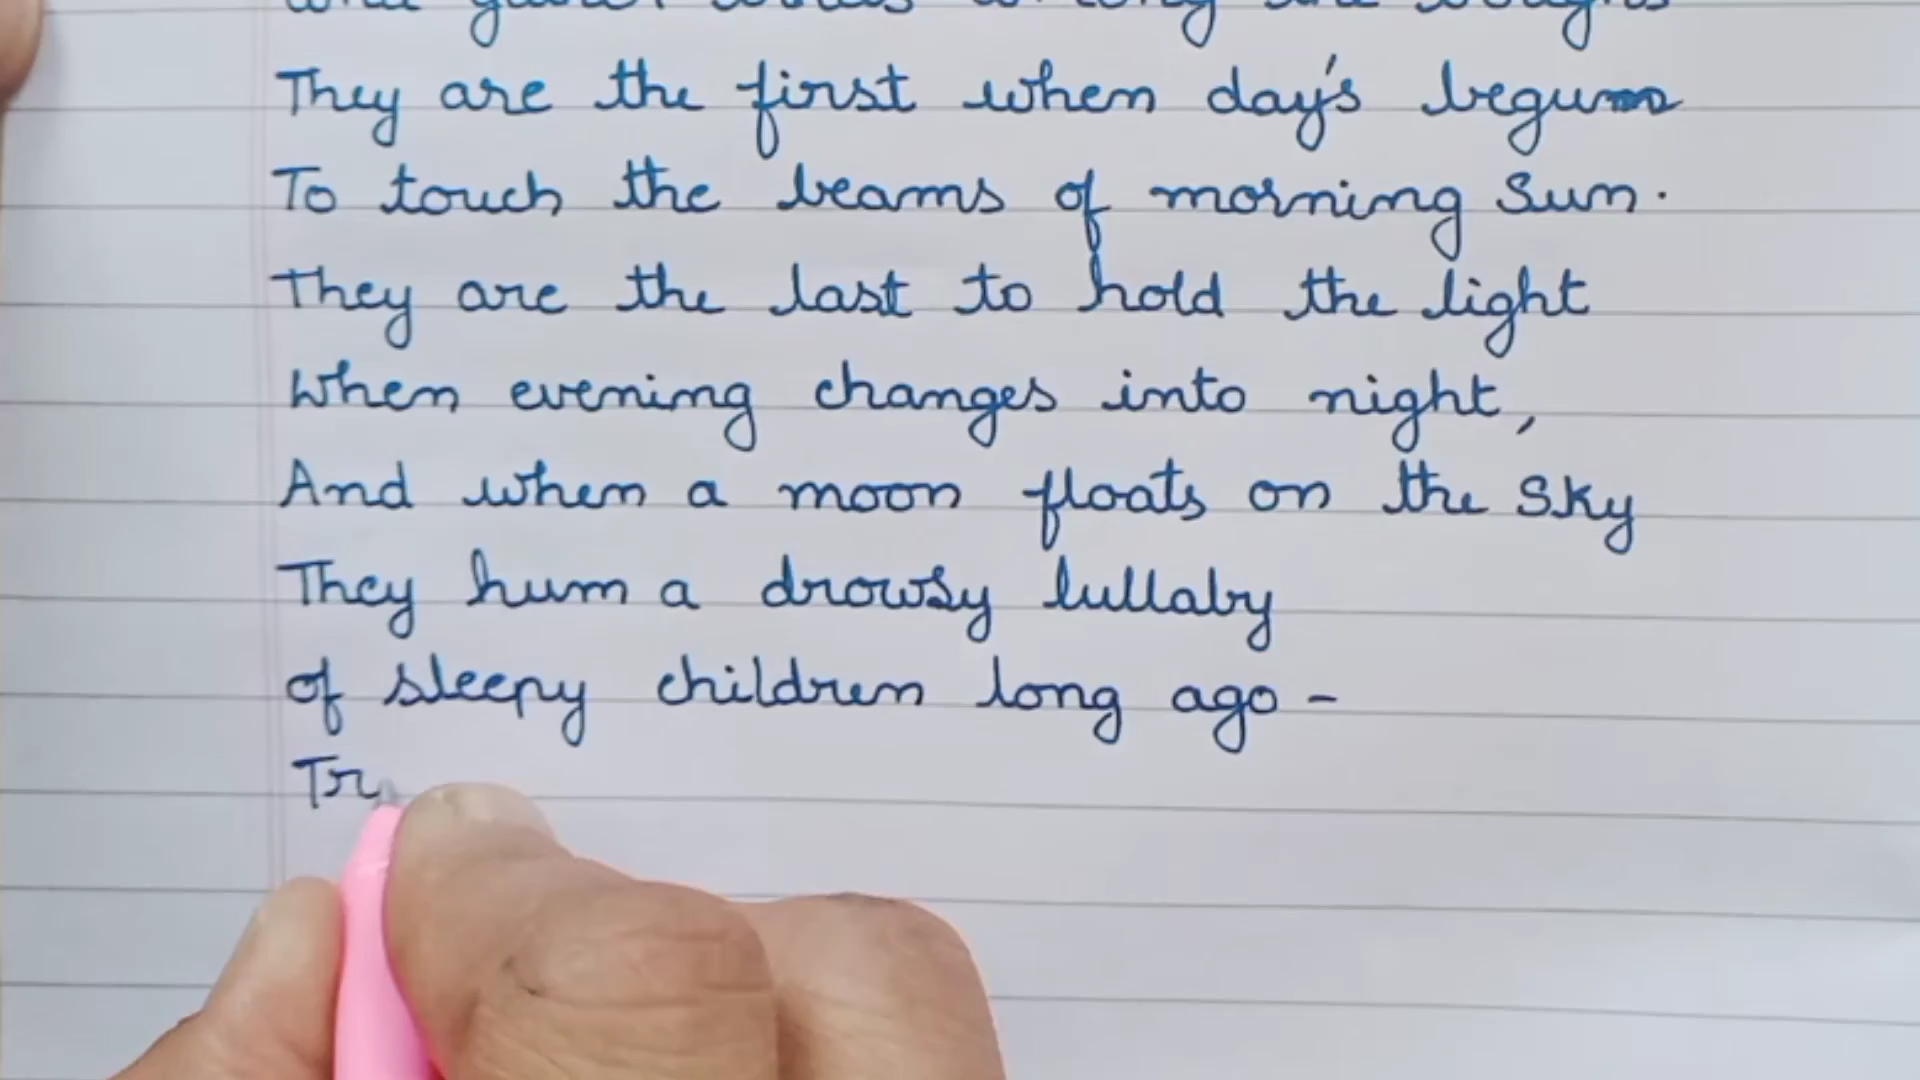 They are the first when day's begun
To touch the beams of morning Sun.
They are the last to hold the light
When evening changes into night,
And when a moon floats on the sky
They hum a drowsy lullaby
of sleepy children long ago -
Tr